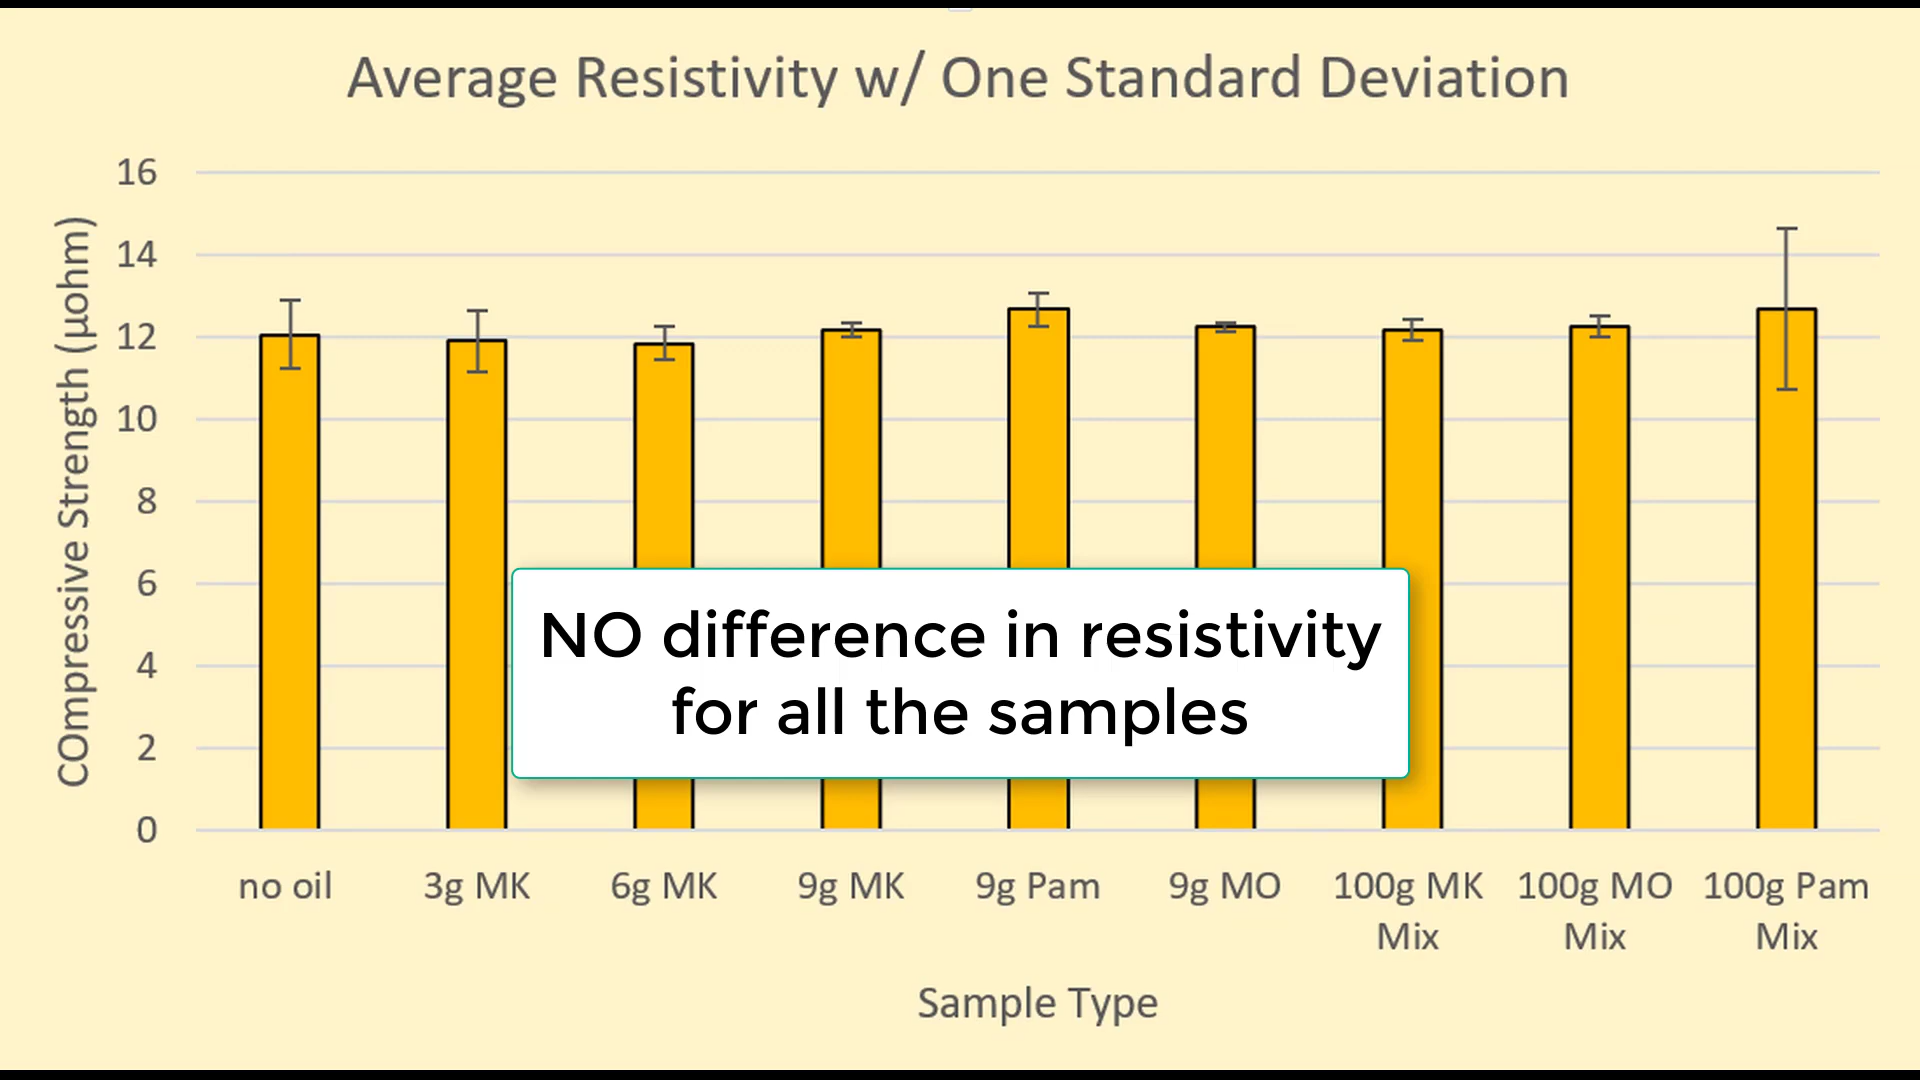 Average Resistivity w/ One Standard Deviation
COmpressive Strength (µohm)
16
14
12
10
8
6
4
2
0
NO difference in resistivity
for all the samples
no oil
3g MK
6g MK
9g MK
9g Pam
9g MO
100g MK
Mix
100g MO
Mix
100g Pam
Mix
Sample Type